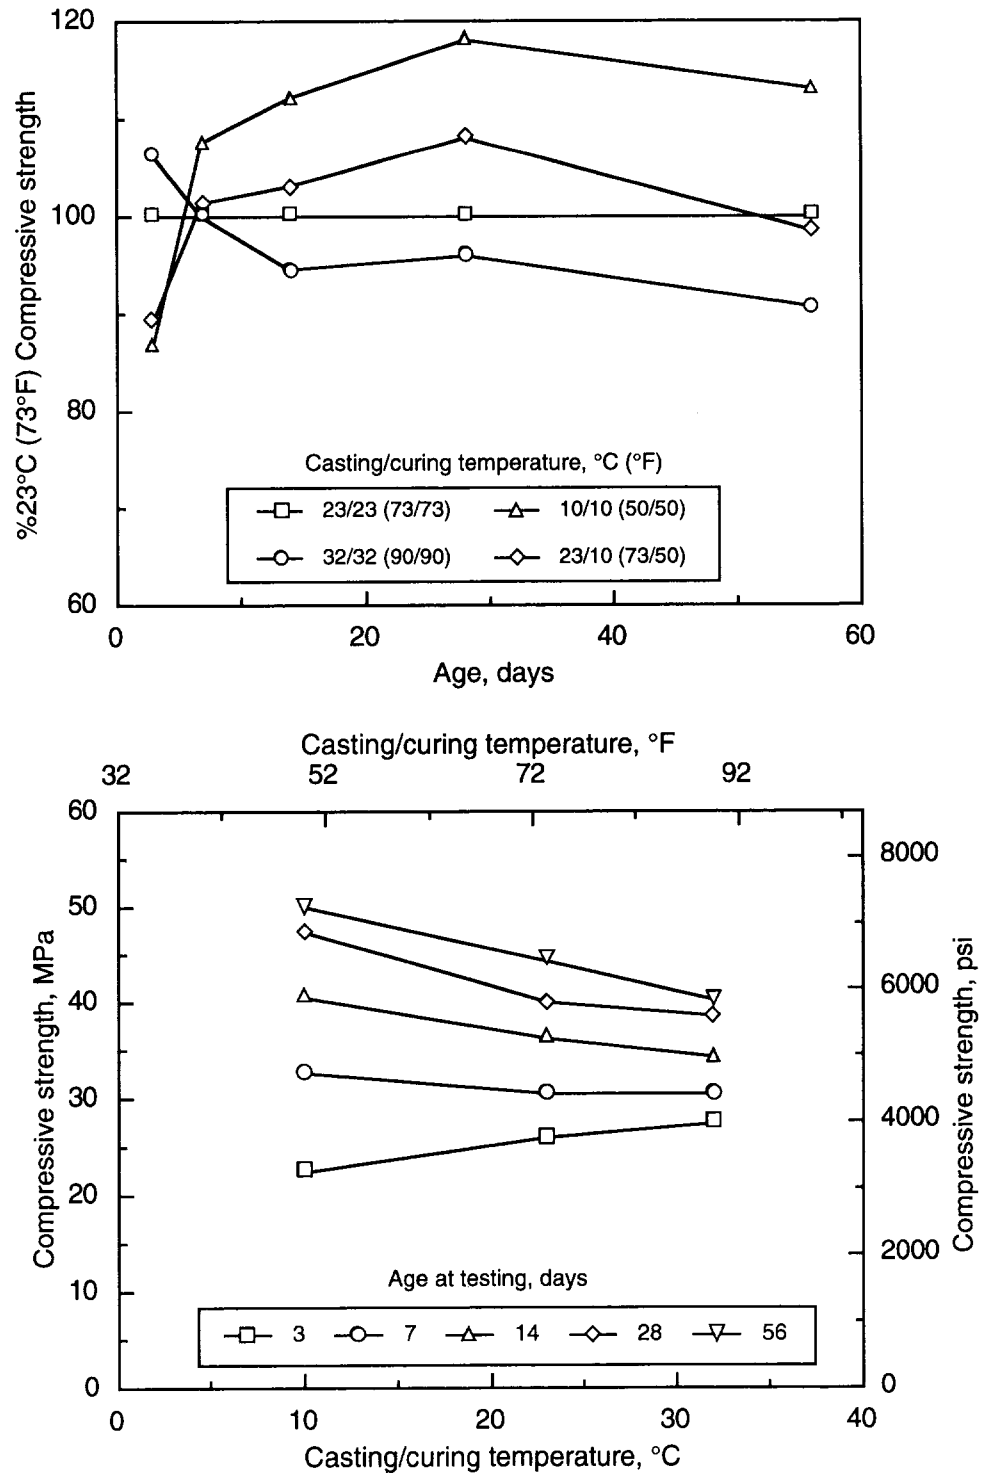 120
100
80
60
%23°C (73°F) Compressive strength
Casting/curing temperature, °C (°F)
23/23 (73/73) 10/10 (50/50)
32/32 (90/90) 23/10 (73/50)
0 20 40 60
Age, days
Casting/curing temperature, °F
32 52 72 92
60
50
40
30
20
10
0
Compressive strength, MPa
8000
6000
4000
2000
0
Compressive strength, psi
Age at testing, days
3 7 14 28 56
0 10 20 30 40
Casting/curing temperature, °C